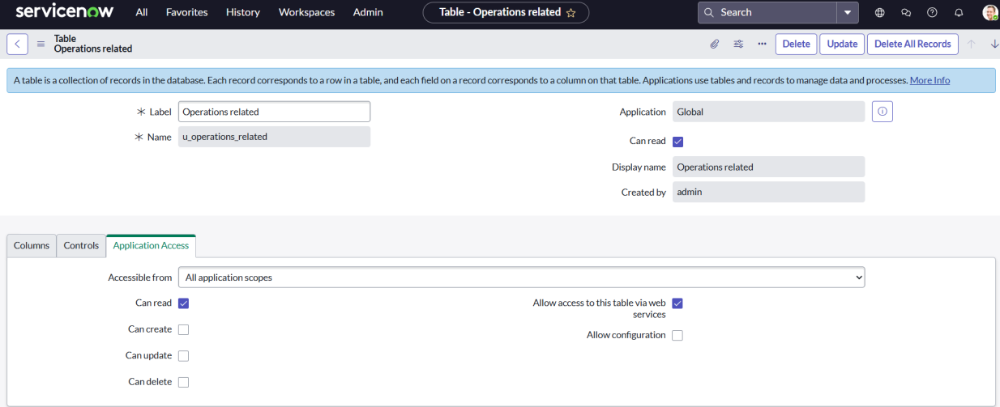 servicenow All Favorites History Workspaces Admin Table - Operations related Search
Table
Operations related
Delete Update Delete All Records
A table is a collection of records in the database. Each record corresponds to a row in a table, and each field on a record corresponds to a column on that table. Applications use tables and records to manage data and processes. More Info
Label Operations related
Application Global
Name u_operations_related
Can read
Display name Operations related
Created by admin
Columns Controls Application Access
Accessible from All application scopes
Can read
Allow access to this table via web
services
Can create
Allow configuration
Can update
Can delete